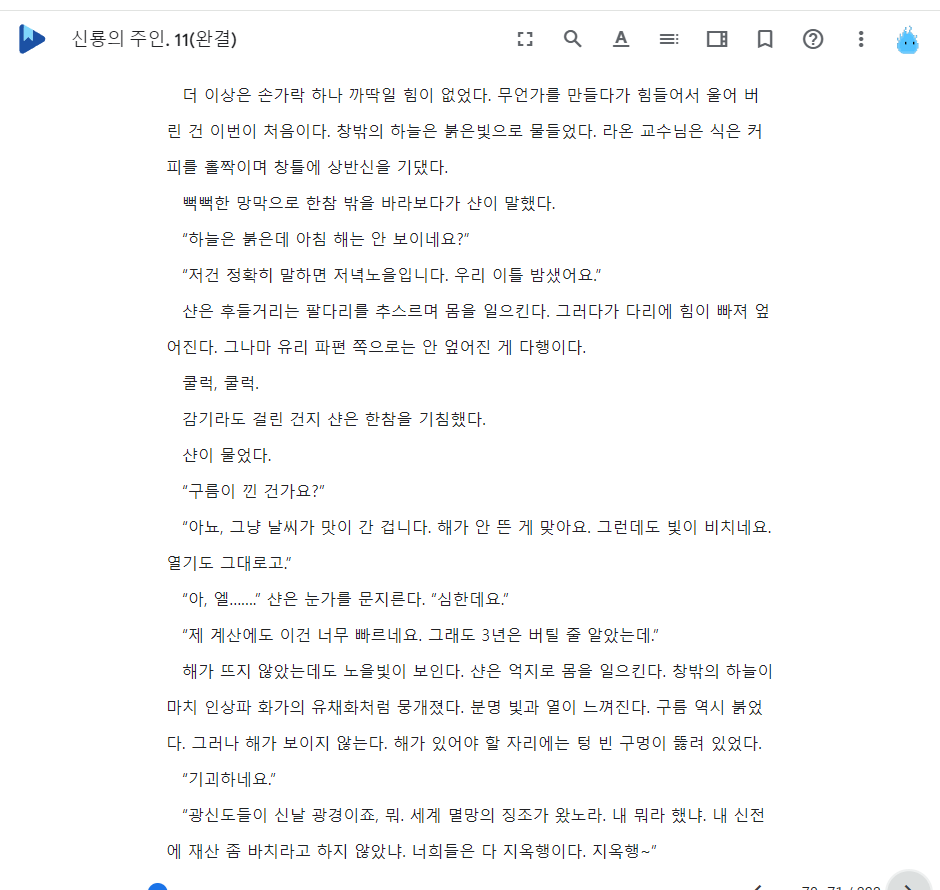 신룡의 주인. 11(완결)
더 이상은 손가락 하나 까딱일 힘이 없었다. 무언가를 만들다가 힘들어서 울어 버
린 건 이번이 처음이다. 창밖의 하늘은 붉은빛으로 물들었다. 라온 교수님은 식은 커
피를 홀짝이며 창틀에 상반신을 기댔다.
뻑뻑한 망막으로 한참 밖을 바라보다가 샨이 말했다.
“하늘은 붉은데 아침 해는 안 보이네요?”
“저건 정확히 말하면 저녁노을입니다. 우리 이틀 밤샜어요.”
샨은 후들거리는 팔다리를 추스르며 몸을 일으킨다. 그러다가 다리에 힘이 빠져 엎
어진다. 그나마 유리 파편 쪽으로는 안 엎어진 게 다행이다.
쿨럭, 쿨럭.
감기라도 걸린 건지 샨은 한참을 기침했다.
샨이 물었다.
“구름이 낀 건가요?”
“아뇨, 그냥 날씨가 맛이 간 겁니다. 해가 안 뜬 게 맞아요. 그런데도 빛이 비치네요.
열기도 그대로고.”
“아, 엘…….” 샨은 눈가를 문지른다. “심한데요.”
“제 계산에도 이건 너무 빠르네요. 그래도 3년은 버틸 줄 알았는데.”
해가 뜨지 않았는데도 노을빛이 보인다. 샨은 억지로 몸을 일으킨다. 창밖의 하늘이
마치 인상파 화가의 유채화처럼 뭉개졌다. 분명 빛과 열이 느껴진다. 구름 역시 붉었
다. 그러나 해가 보이지 않는다. 해가 있어야 할 자리에는 텅 빈 구멍이 뚫려 있었다.
“기괴하네요.”
“광신도들이 신날 광경이죠, 뭐. 세계 멸망의 징조가 왔노라. 내 뭐라 했냐. 내 신전
에 재산 좀 바치라고 하지 않았냐. 너희들은 다 지옥행이다. 지옥행~”